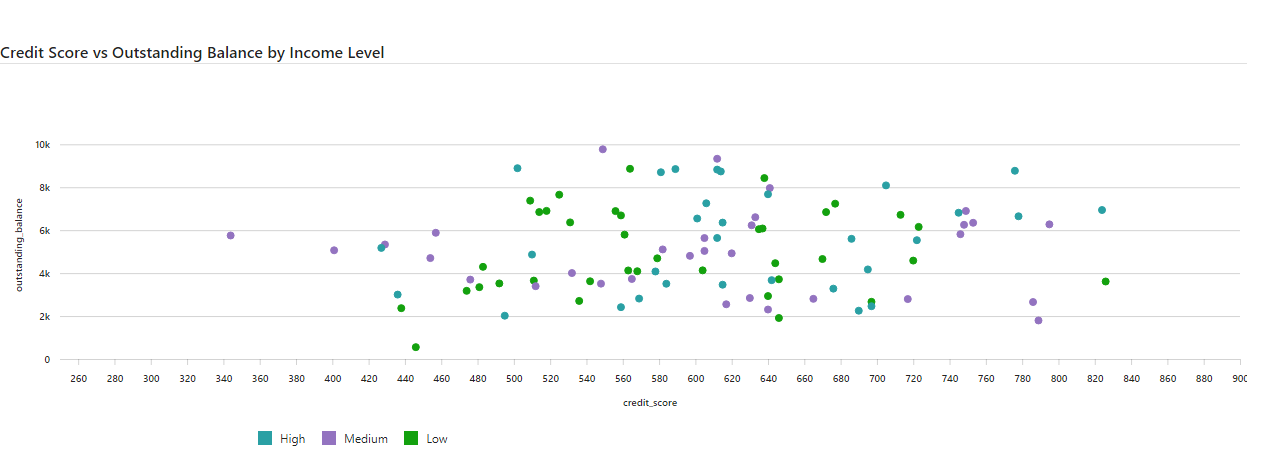 Credit Score vs Outstanding Balance by Income Level
outstanding_balance
10k
8k
6k
4k
2k
0
260 280 300 320 340 360 380 400 420 440 460 480 500 520 540 560 580 600 620 640 660 680 700 720 740 760 780 800 820 840 860 880 900
credit_score
High Medium Low